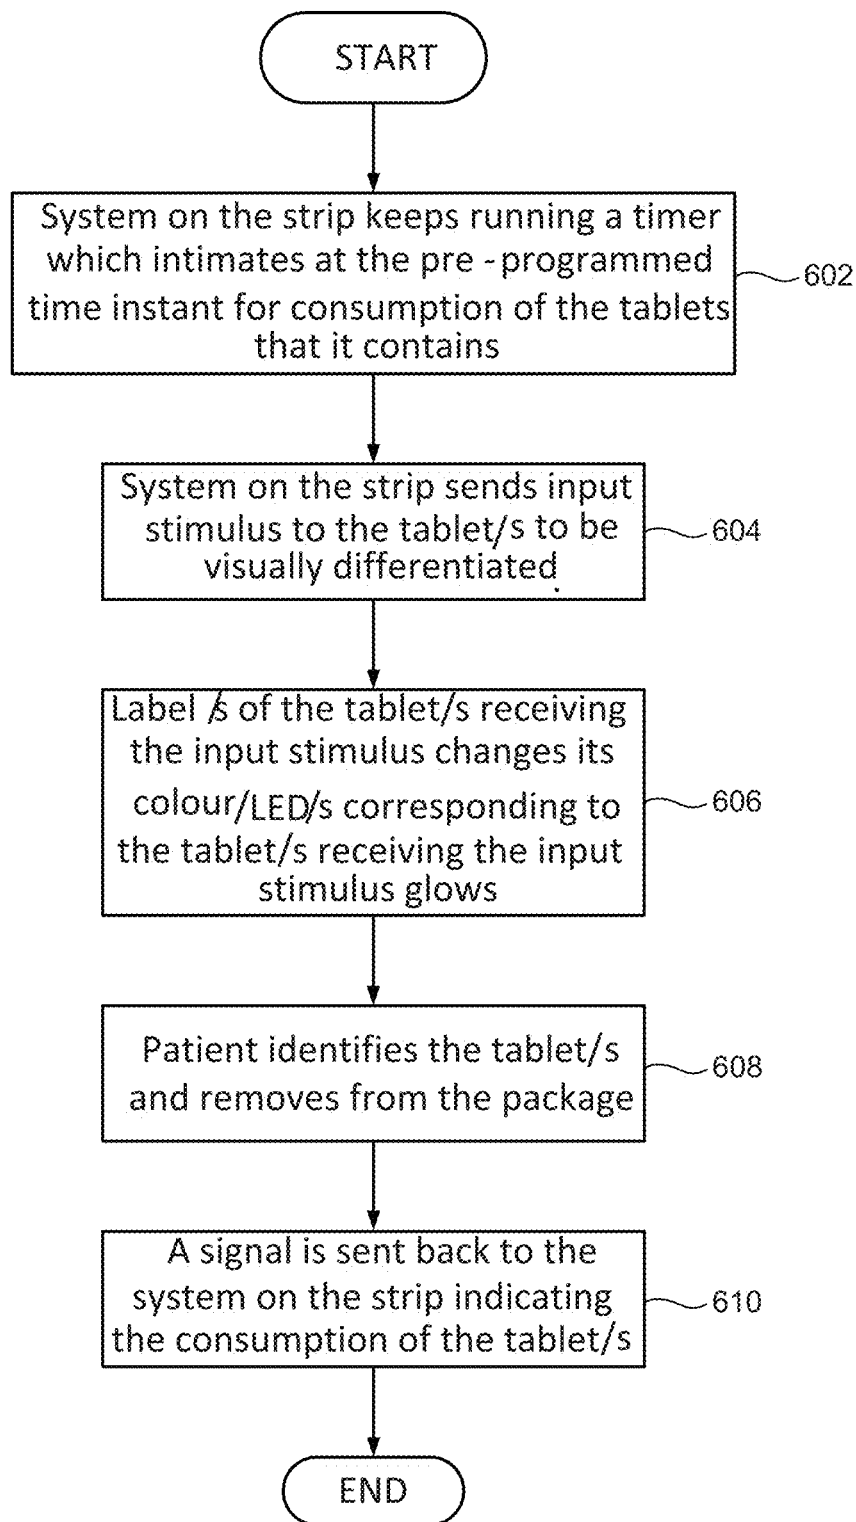 START
System on the strip keeps running a timer
which intimates at the pre -programmed
time instant for consumption of the tablets
that it contains
602
System on the strip sends input
stimulus to the tablet/s to be
visually differentiated
604
Label /s of the tablet/s receiving
the input stimulus changes its
colour/LED/s corresponding to
the tablet/s receiving the input
stimulus glows
606
Patient identifies the tablet/s
and removes from the package
608
A signal is sent back to the
system on the strip indicating
the consumption of the tablet/s
610
END